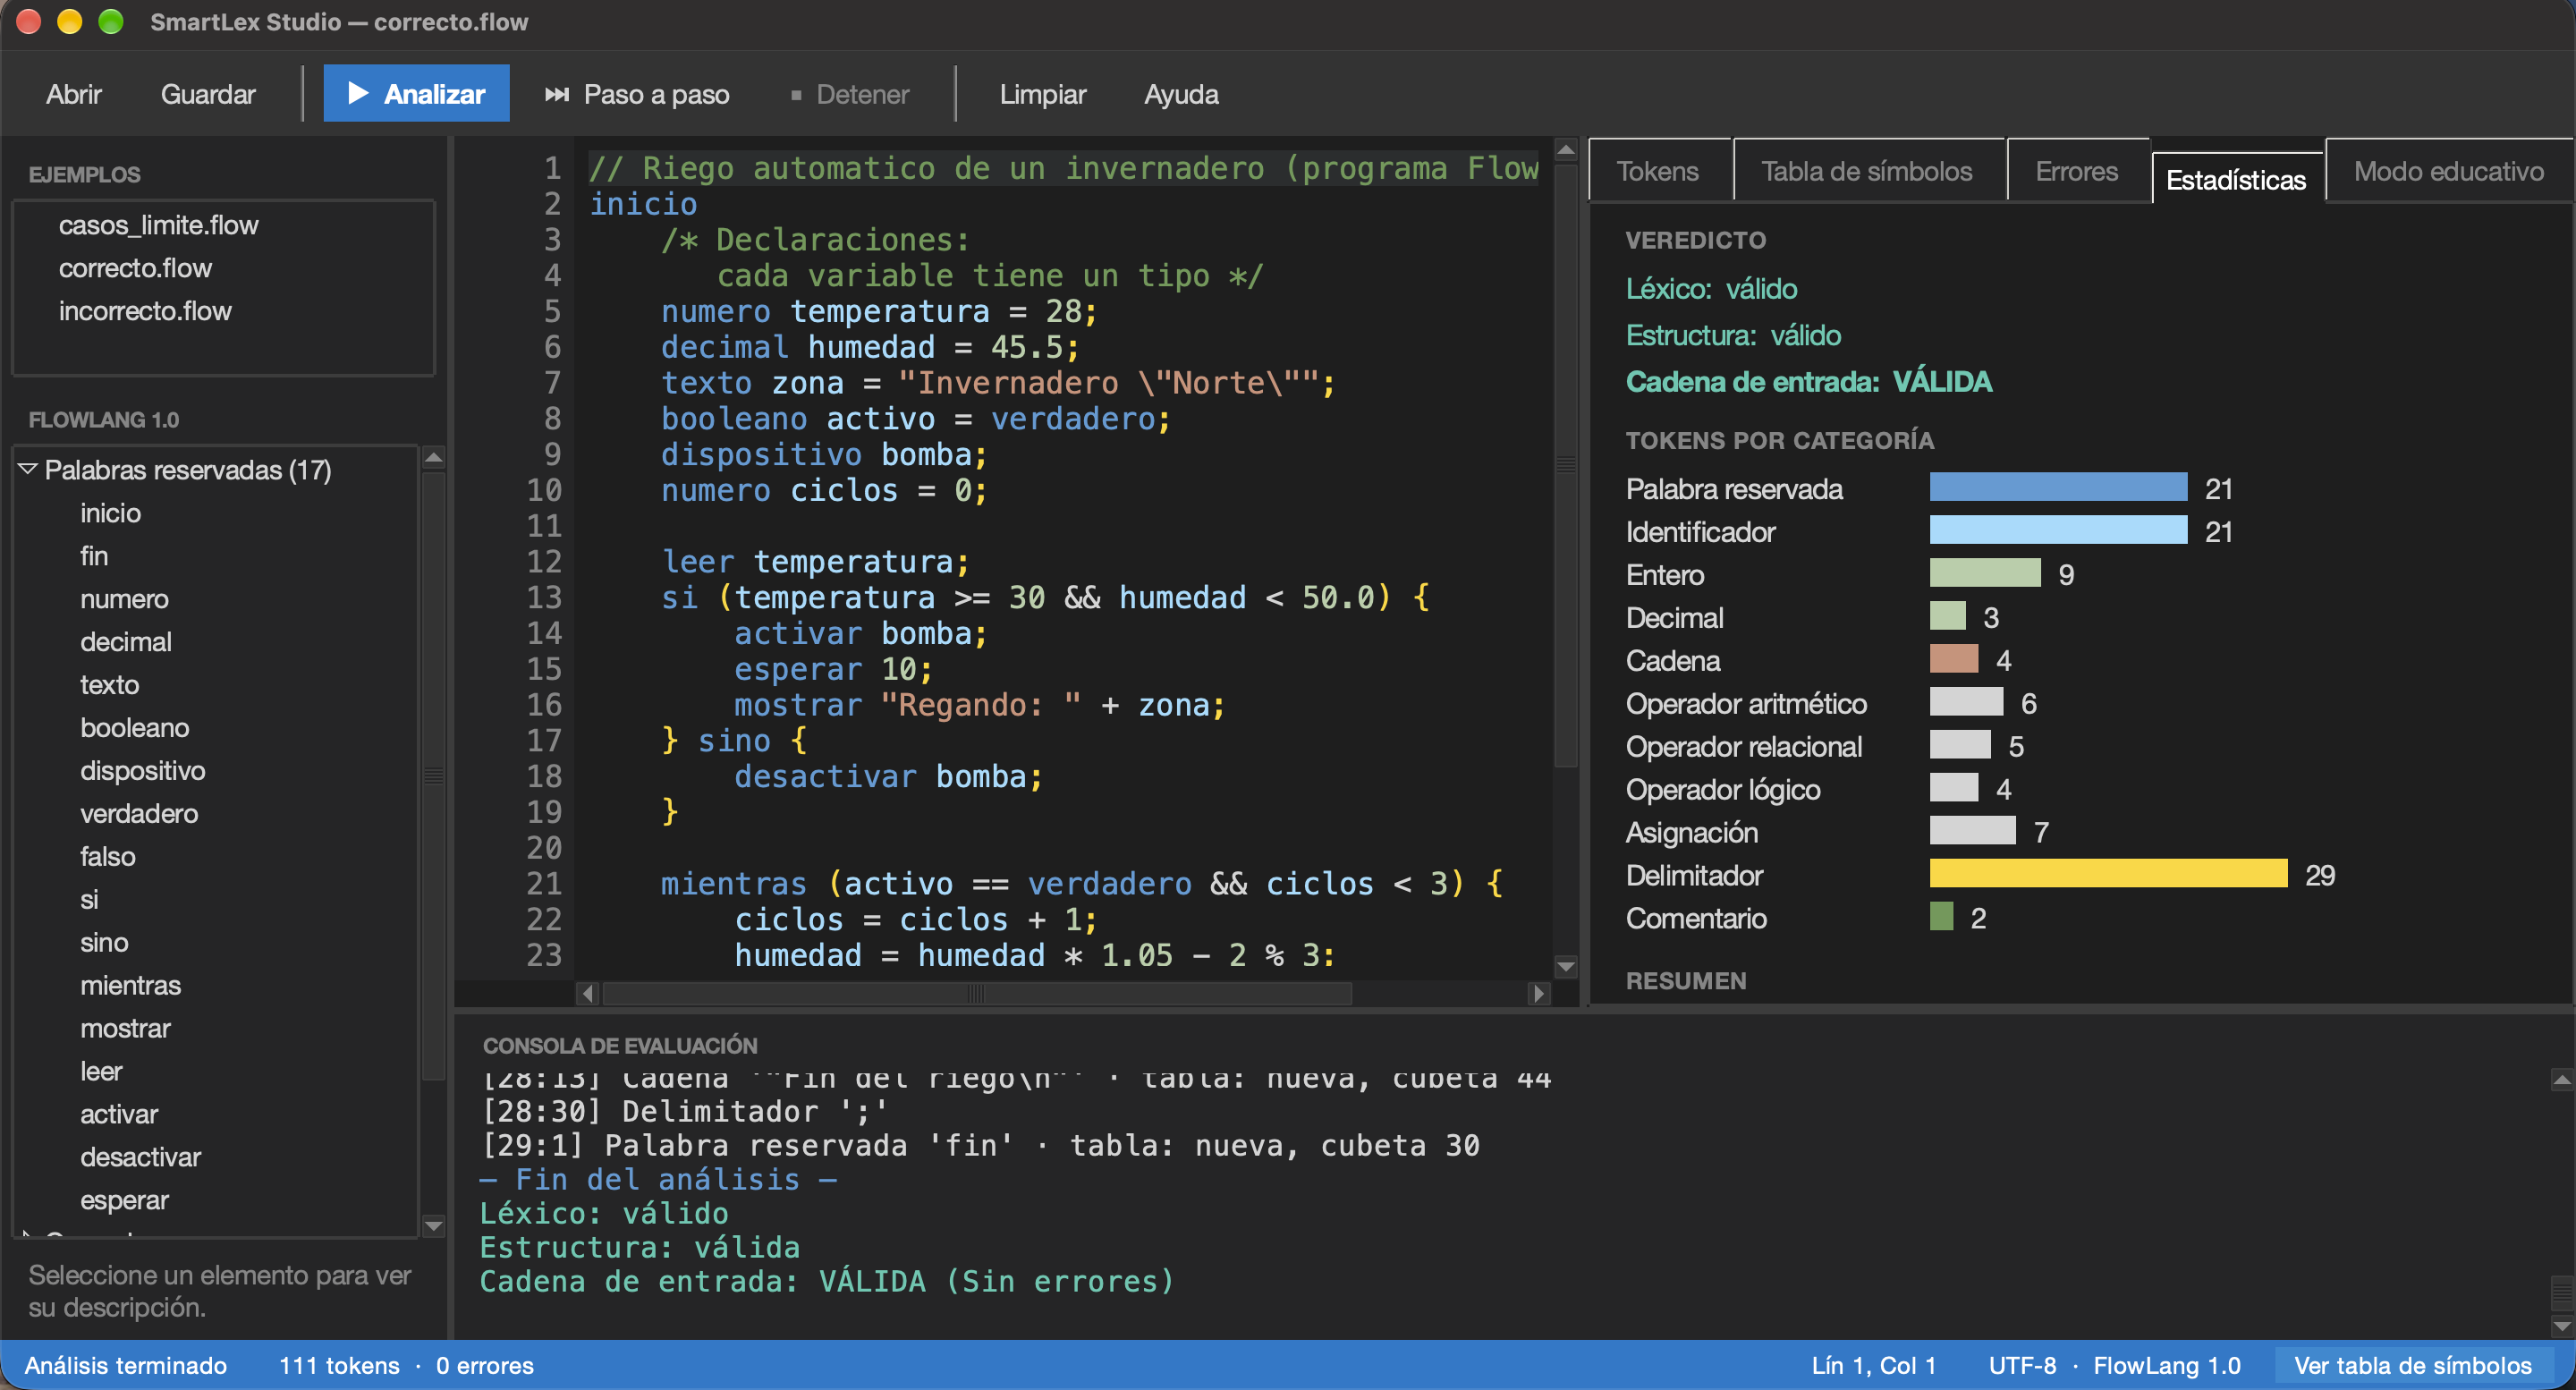 SmartLex Studio — correcto.flow
Abrir Guardar ▶ Analizar ⏭ Paso a paso ■ Detener Limpiar Ayuda
EJEMPLOS
casos_limite.flow
correcto.flow
incorrecto.flow
FLOWLANG 1.0
Palabras reservadas (17)
inicio
fin
numero
decimal
texto
booleano
dispositivo
verdadero
falso
si
sino
mientras
mostrar
leer
activar
desactivar
esperar
Seleccione un elemento para ver
su descripción.
1 // Riego automatico de un invernadero (programa Flow
2 inicio
3 /* Declaraciones:
4 cada variable tiene un tipo */
5 numero temperatura = 28;
6 decimal humedad = 45.5;
7 texto zona = "Invernadero \"Norte\"";
8 booleano activo = verdadero;
9 dispositivo bomba;
10 numero ciclos = 0;
11
12 leer temperatura;
13 si (temperatura >= 30 && humedad < 50.0) {
14 activar bomba;
15 esperar 10;
16 mostrar "Regando: " + zona;
17 } sino {
18 desactivar bomba;
19 }
20
21 mientras (activo == verdadero && ciclos < 3) {
22 ciclos = ciclos + 1;
23 humedad = humedad * 1.05 - 2 % 3;
Tokens Tabla de símbolos Errores Estadísticas Modo educativo
VEREDICTO
Léxico: válido
Estructura: válido
Cadena de entrada: VÁLIDA
TOKENS POR CATEGORÍA
Palabra reservada 21
Identificador 21
Entero 9
Decimal 3
Cadena 4
Operador aritmético 6
Operador relacional 5
Operador lógico 4
Asignación 7
Delimitador 29
Comentario 2
RESUMEN
CONSOLA DE EVALUACIÓN
[28:13] Cadena '"Fin del riego\n"' · tabla: nueva, cubeta 44
[28:30] Delimitador ';'
[29:1] Palabra reservada 'fin' · tabla: nueva, cubeta 30
— Fin del análisis —
Léxico: válido
Estructura: válida
Cadena de entrada: VÁLIDA (Sin errores)
Análisis terminado 111 tokens · 0 errores Lín 1, Col 1 UTF-8 · FlowLang 1.0 Ver tabla de símbolos